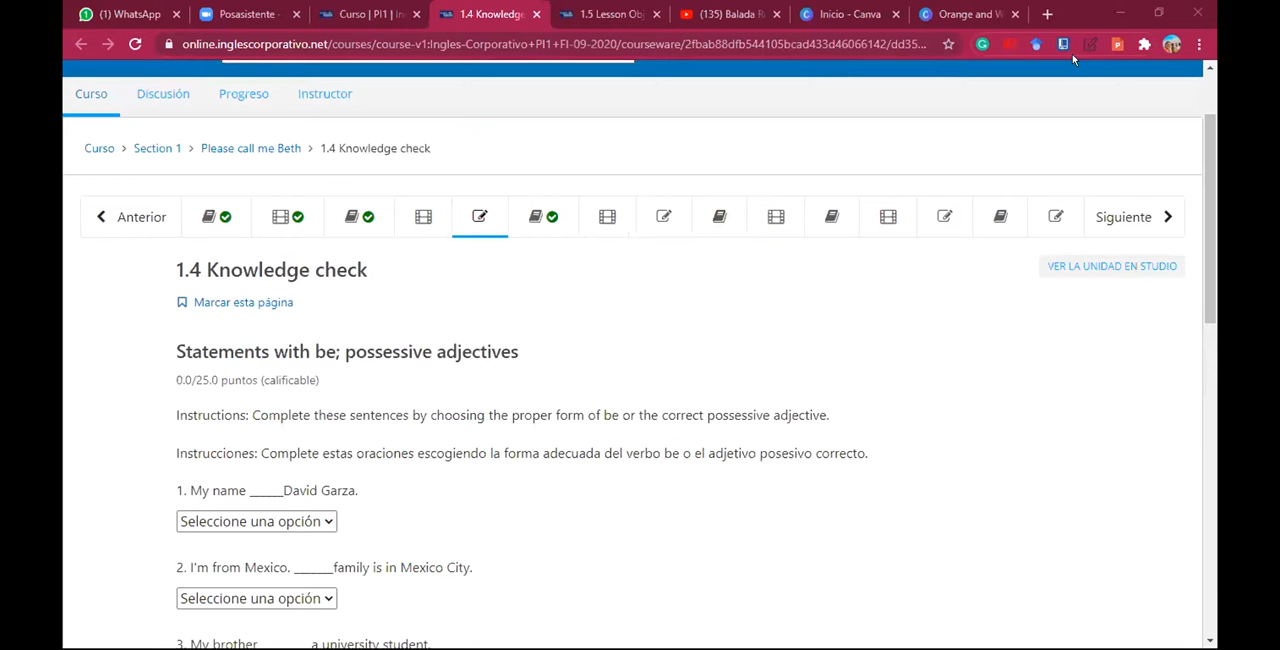 (1) WhatsApp
Posasistente -
Curso | PI1 | In
1.4 Knowledge
1.5 Lesson Obj
(135) Balada R
Inicio - Canva
Orange and W
online.inglescorporativo.net/courses/course-v1:Ingles-Corporativo+PI1+FI-09-2020/courseware/2fbab88dfb544105bcad433d46066142/dd35...
Curso Discusión Progreso Instructor
Curso > Section 1 > Please call me Beth > 1.4 Knowledge check
Anterior
Siguiente
1.4 Knowledge check
VER LA UNIDAD EN STUDIO
Marcar esta página
Statements with be; possessive adjectives
0.0/25.0 puntos (calificable)
Instructions: Complete these sentences by choosing the proper form of be or the correct possessive adjective.
Instrucciones: Complete estas oraciones escogiendo la forma adecuada del verbo be o el adjetivo posesivo correcto.
1. My name ______David Garza.
Seleccione una opción
2. I'm from Mexico. _______family is in Mexico City.
Seleccione una opción
3. My brother ________ a university student.